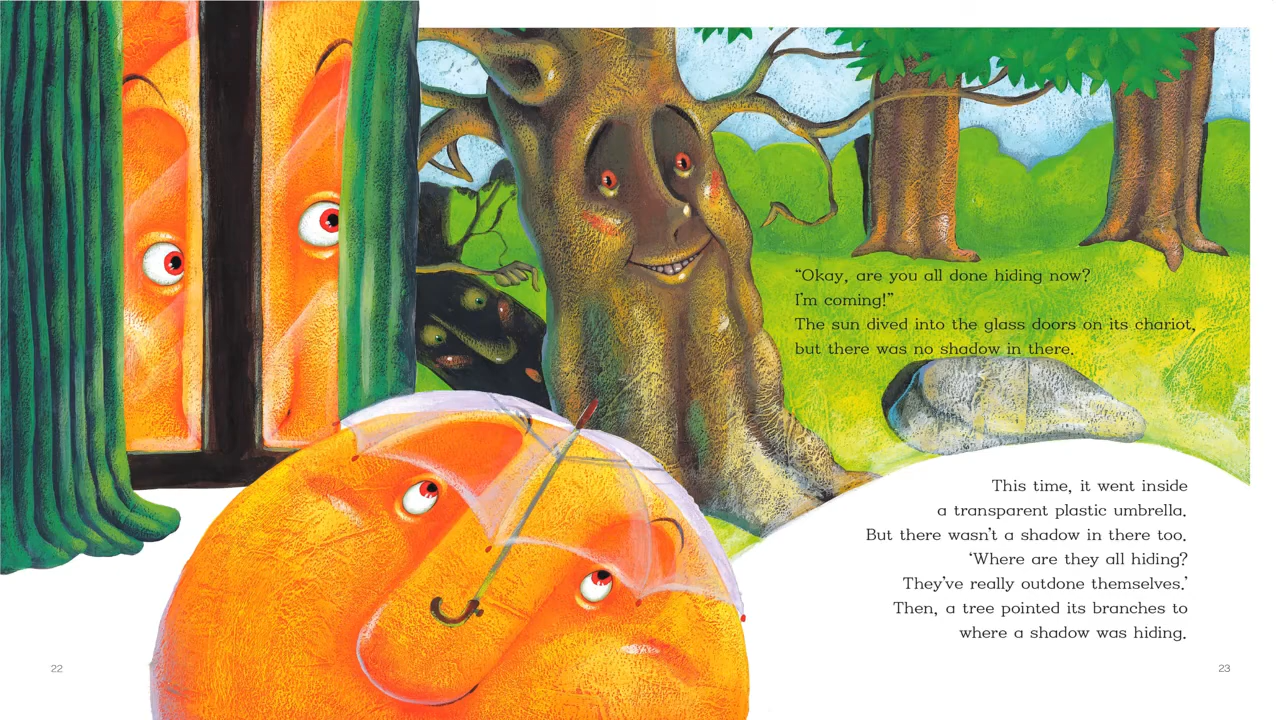 “Okay, are you all done hiding now?
I’m coming!”
The sun dived into the glass doors on its chariot,
but there was no shadow in there.
This time, it went inside
a transparent plastic umbrella.
But there wasn’t a shadow in there too.
‘Where are they all hiding?
They’ve really outdone themselves.’
Then, a tree pointed its branches to
where a shadow was hiding.
22
23